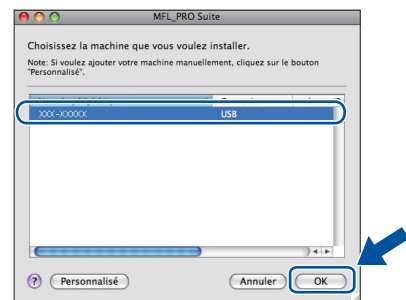 MFL_PRO Suite
Choisissez la machine que vous voulez installer.
Note: Si voulez ajouter votre machine manuellement, cliquez sur le bouton
"Personnalisé".
XXX-XXXXX USB
? Personnalisé Annuler OK